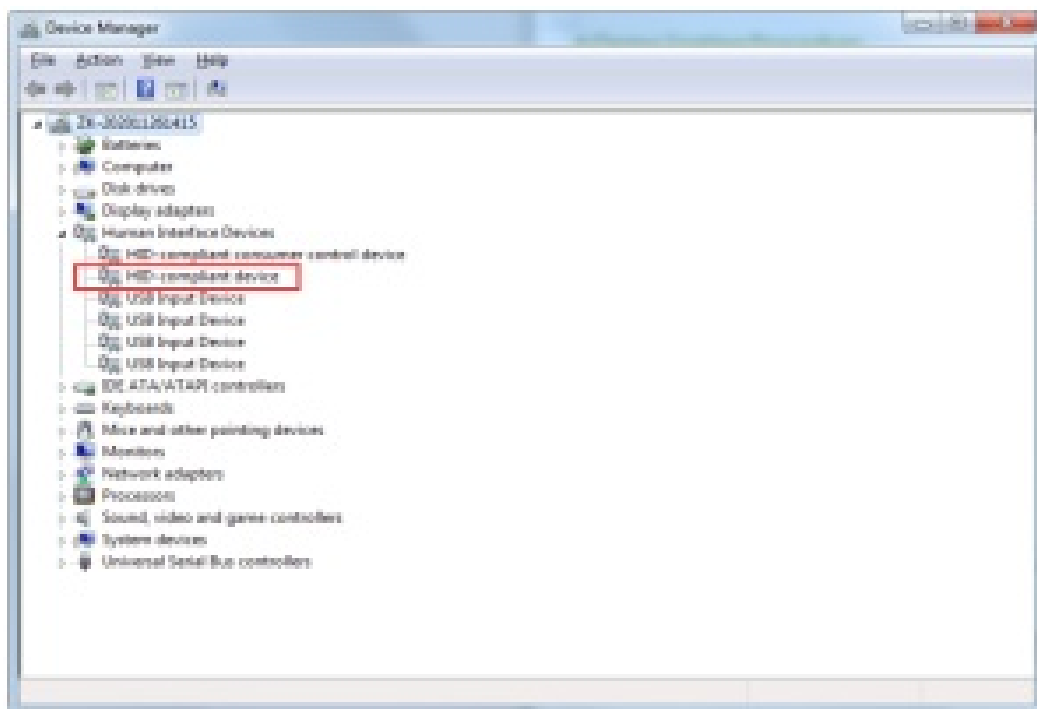 Device Manager
File Action View Help
Batteries
Computer
Disk drives
Display adapters
Human Interface Devices
HID-compliant consumer control device
HID-compliant device
USB Input Device
USB Input Device
USB Input Device
USB Input Device
IDE ATA/ATAPI controllers
Keyboards
Mice and other pointing devices
Monitors
Network adapters
Processors
Sound, video and game controllers
System devices
Universal Serial Bus controllers